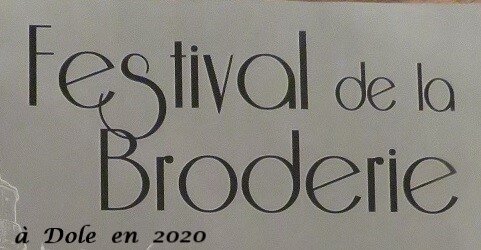 Festival de la
Broderie
à Dole en 2020